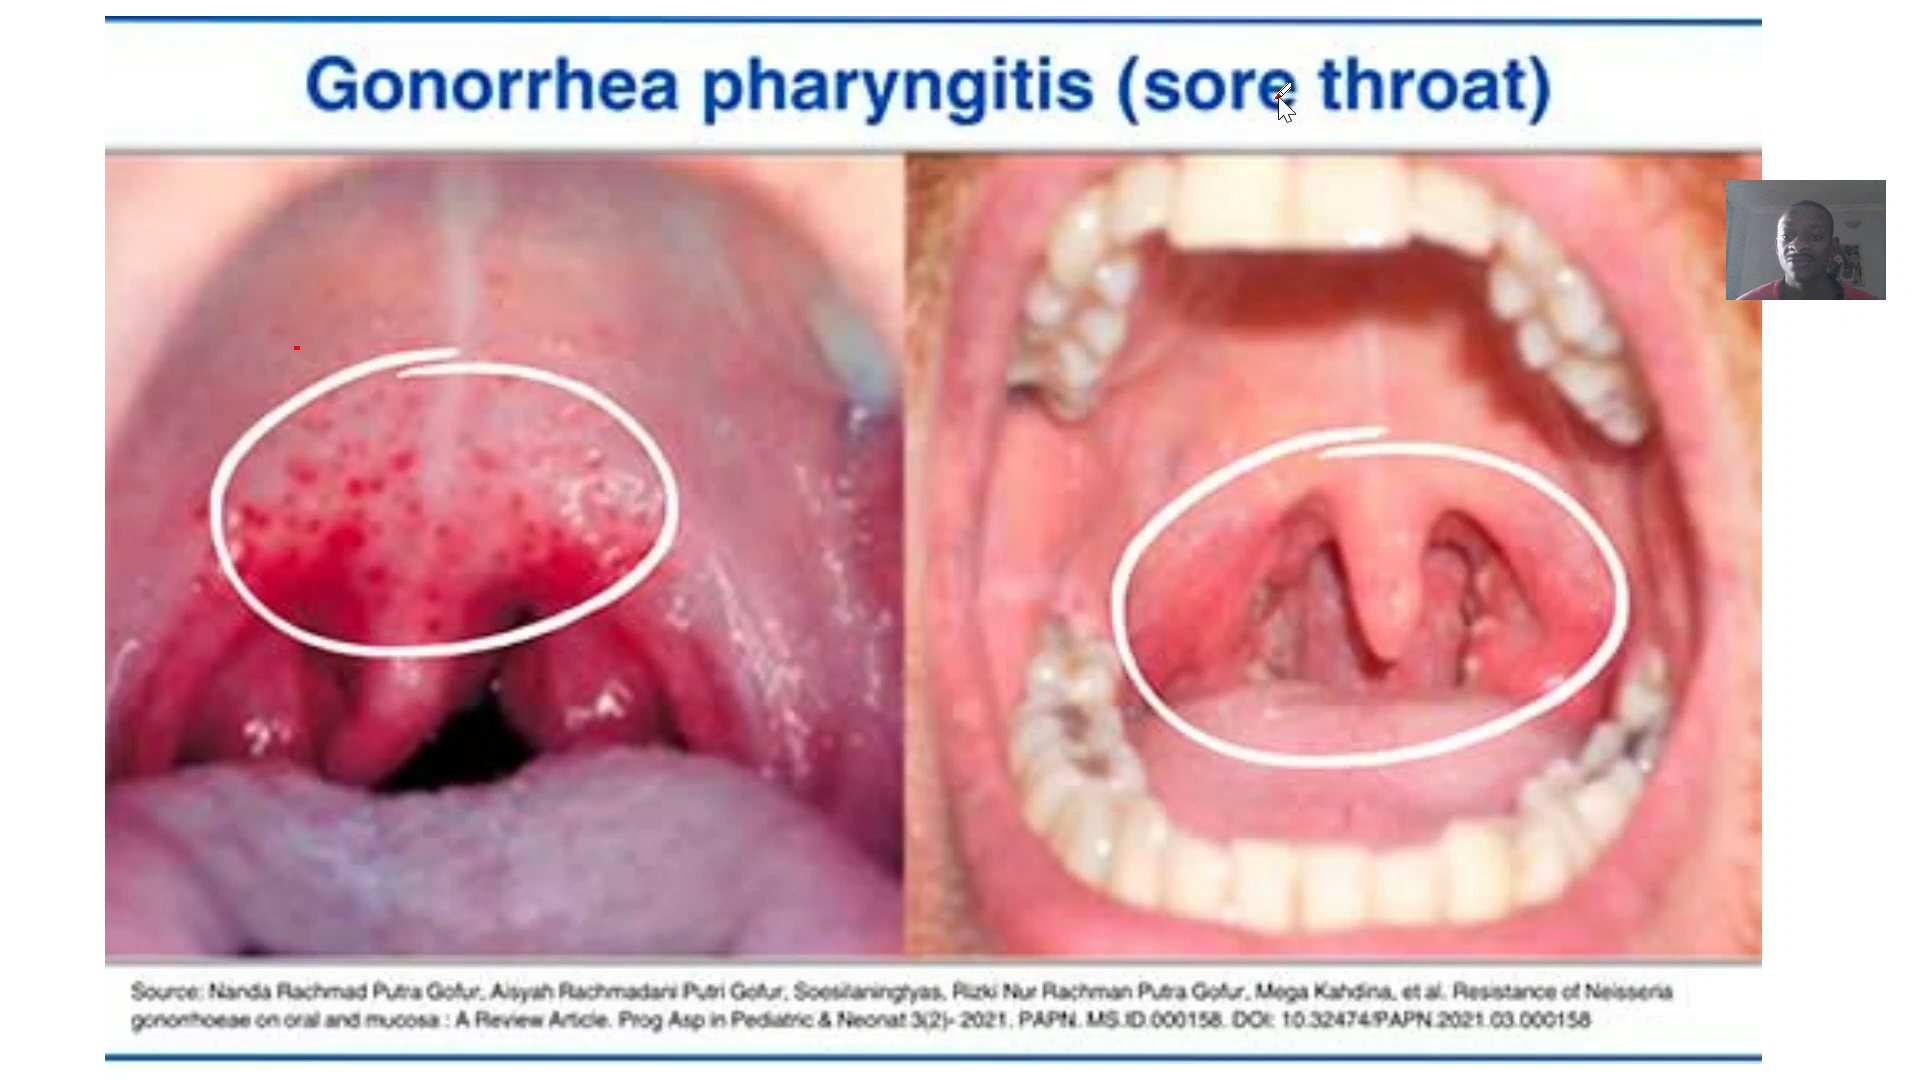 Gonorrhea pharyngitis (sore throat)
Source: Nanda Rachmad Putra Gofur, Aisyah Rachmadani Putri Gofur, Soesilaningtyas, Rizki Nur Rachman Putra Gofur, Mega Kahdina, et al. Resistance of Neisseria
gonorrhoeae on oral and mucosa : A Review Article. Prog Asp in Pediatric & Neonat 3(2)- 2021. PAPN. MS.ID.000158. DOI: 10.32474/PAPN.2021.03.000158